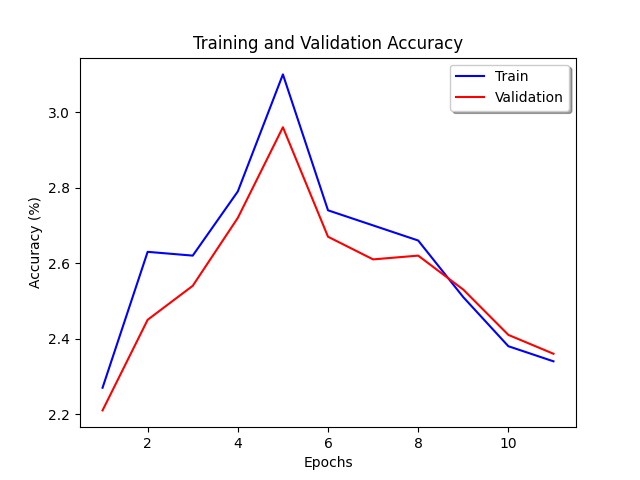 Training and Validation Accuracy
Train
Validation
3.0
2.8
2.6
2.4
2.2
Accuracy (%)
2
4
6
8
10
Epochs